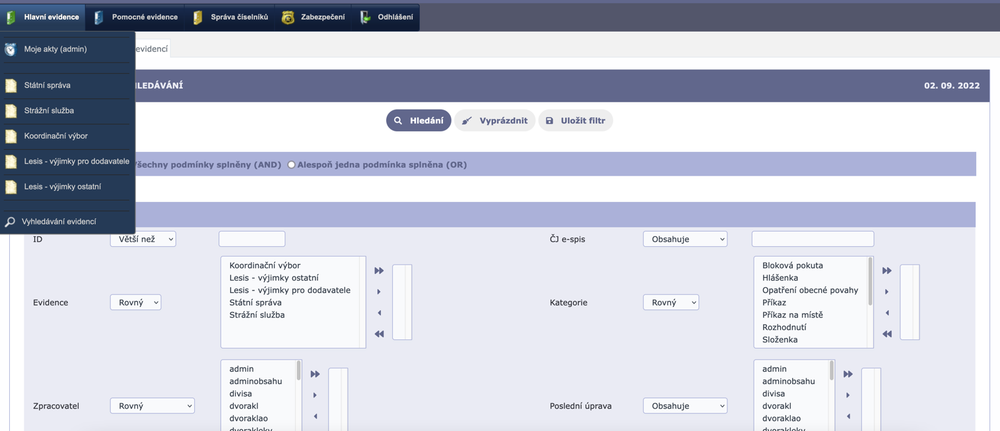 Hlavní evidence Pomocné evidence Správa číselníků Zabezpečení Odhlášení
Moje akty (admin)
evidencí
Státní správa
HLEDÁVÁNÍ 02. 09. 2022
Strážní služba
Hledání Vyprázdnit Uložit filtr
Koordinační výbor
Lesis - výjimky pro dodavatele
Všechny podmínky splněny (AND) Alespoň jedna podmínka splněna (OR)
Lesis - výjimky ostatní
Vyhledávání evidencí
ID Větší než ČJ e-spis Obsahuje
Evidence Rovný
Koordinační výbor
Lesis - výjimky ostatní
Lesis - výjimky pro dodavatele
Státní správa
Strážní služba
Kategorie Rovný
Bloková pokuta
Hlášenka
Opatření obecné povahy
Příkaz
Příkaz na místě
Rozhodnutí
Složenka
Zpracovatel Rovný
admin
adminobsahu
divisa
dvorakl
dvoraklao
dvorakleky
Poslední úprava Obsahuje
admin
adminobsahu
divisa
dvorakl
dvoraklao
dvorakleky